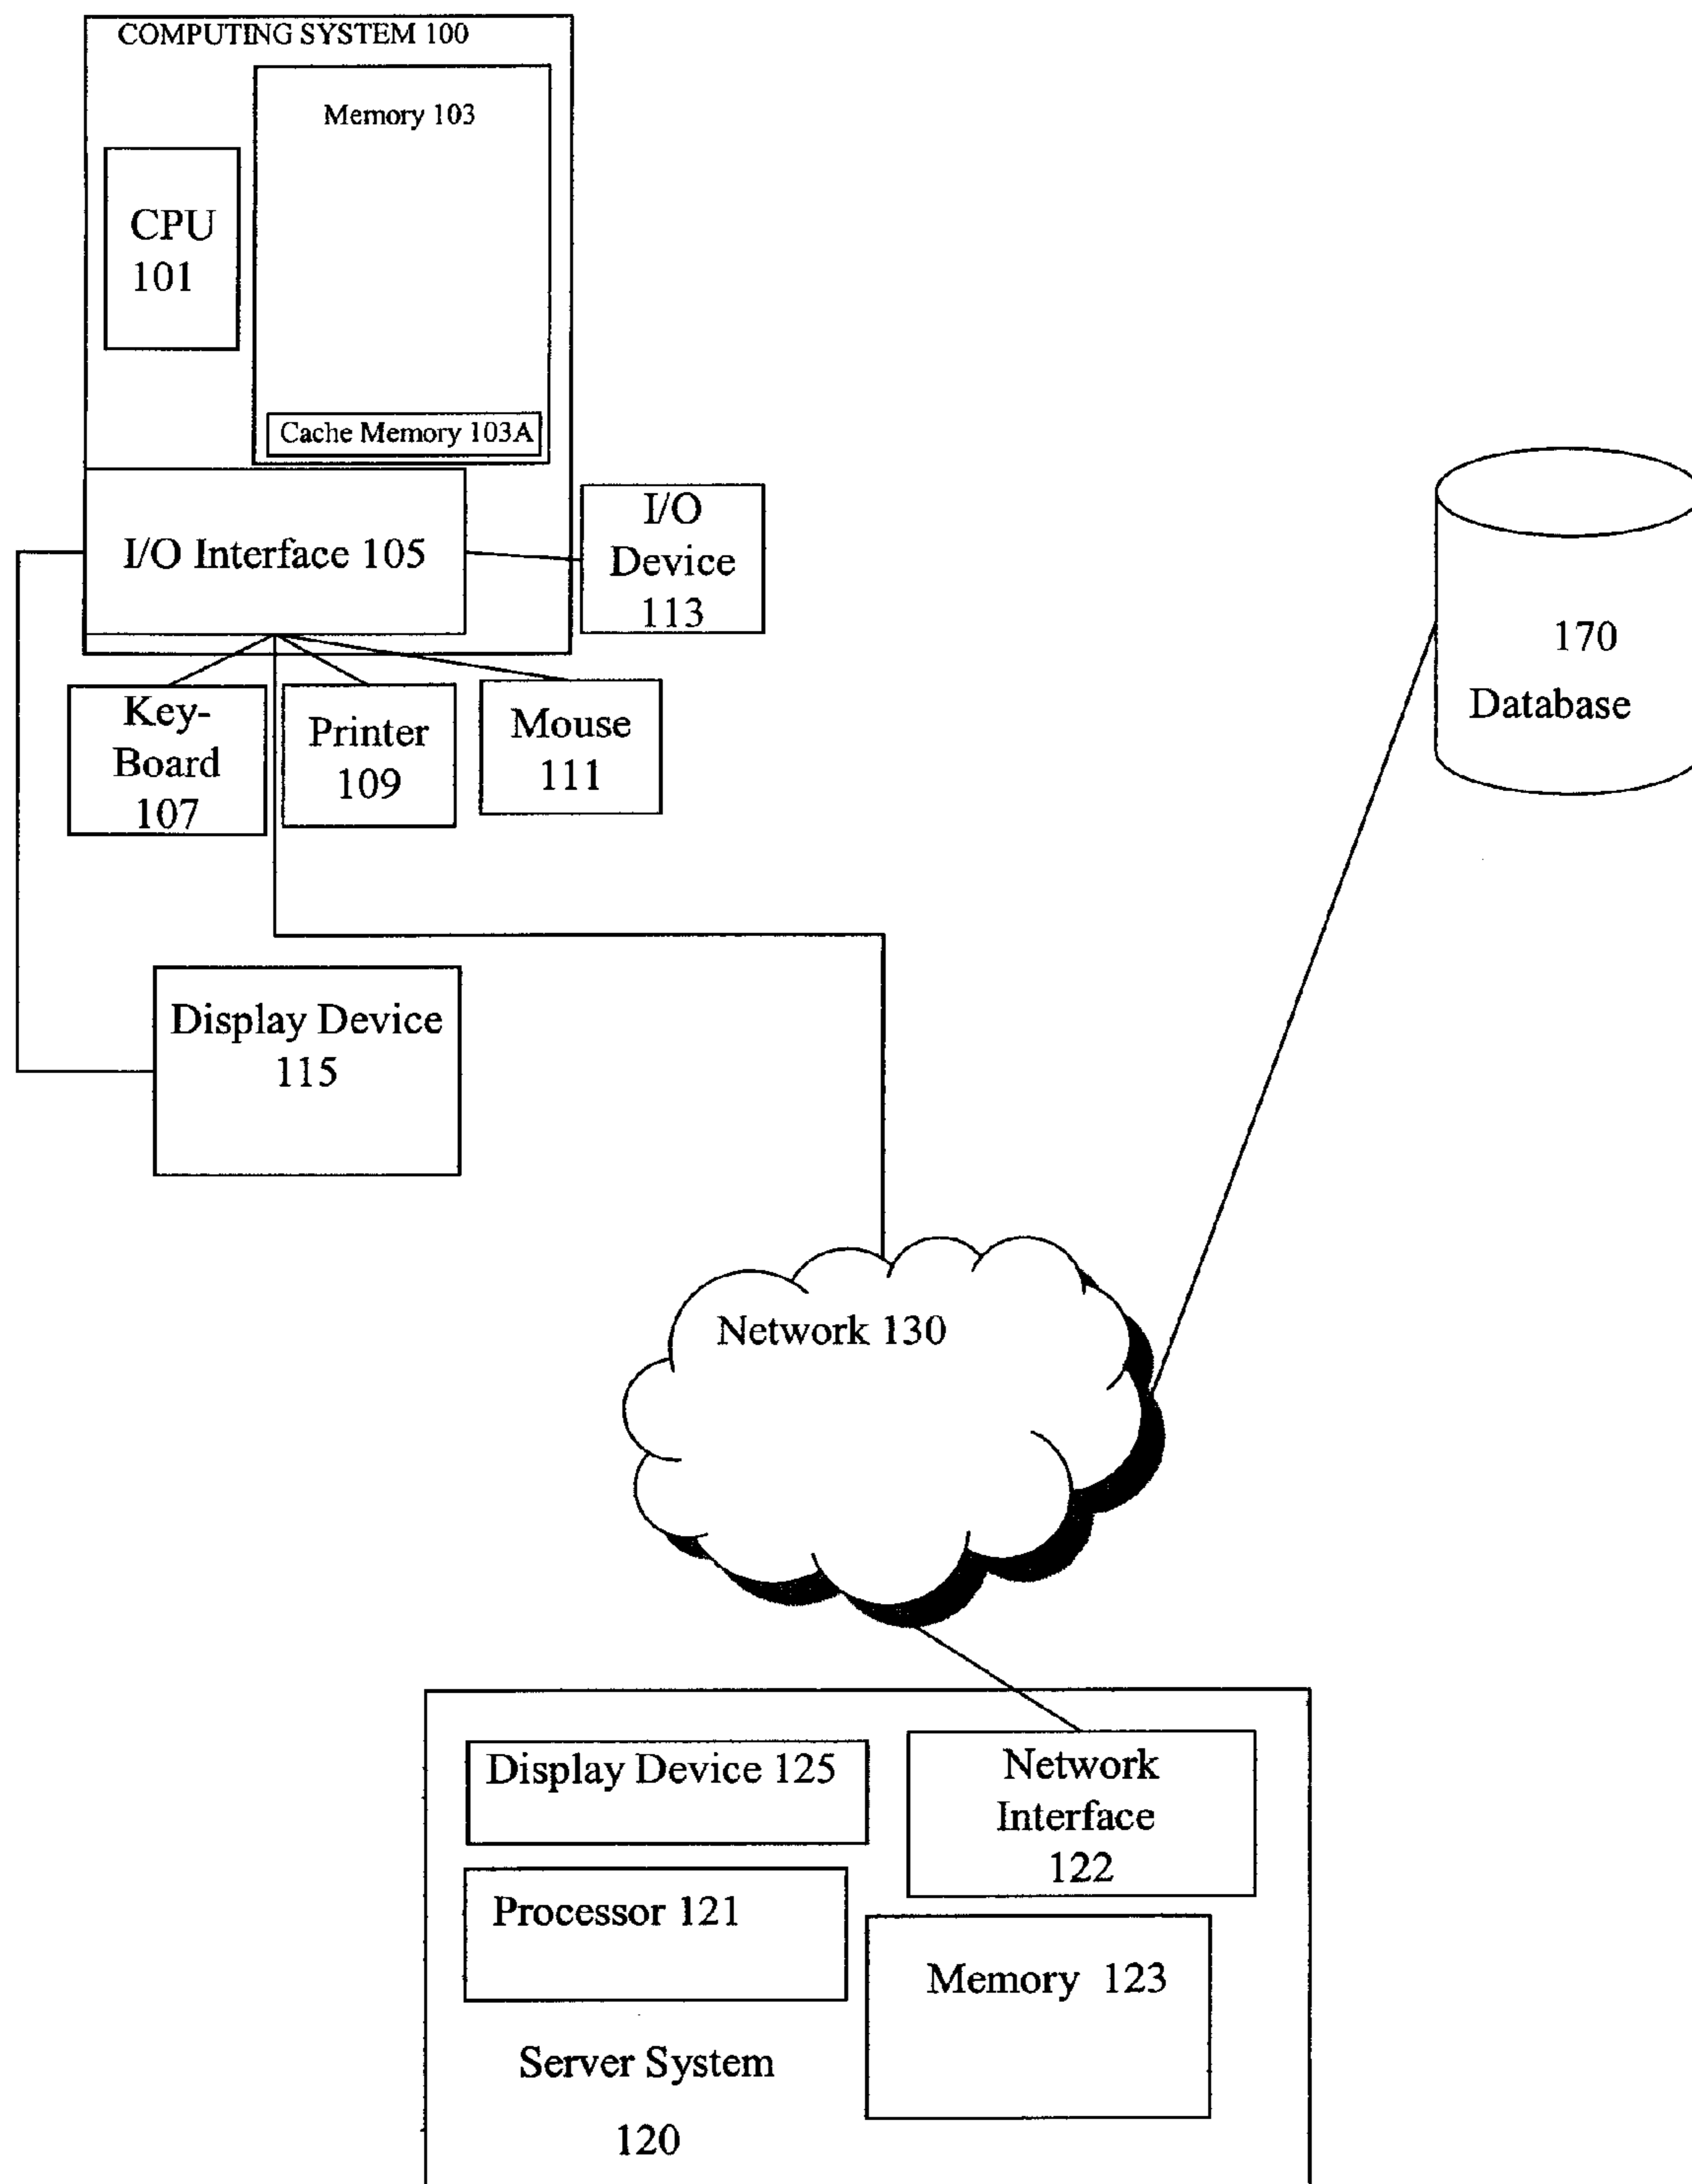 COMPUTING SYSTEM 100
Memory 103
CPU
101
Cache Memory 103A
I/O Interface 105
I/O
Device
113
170
Database
Key-
Board
107
Printer
109
Mouse
111
Display Device
115
Network 130
Display Device 125
Network
Interface
122
Processor 121
Memory 123
Server System
120